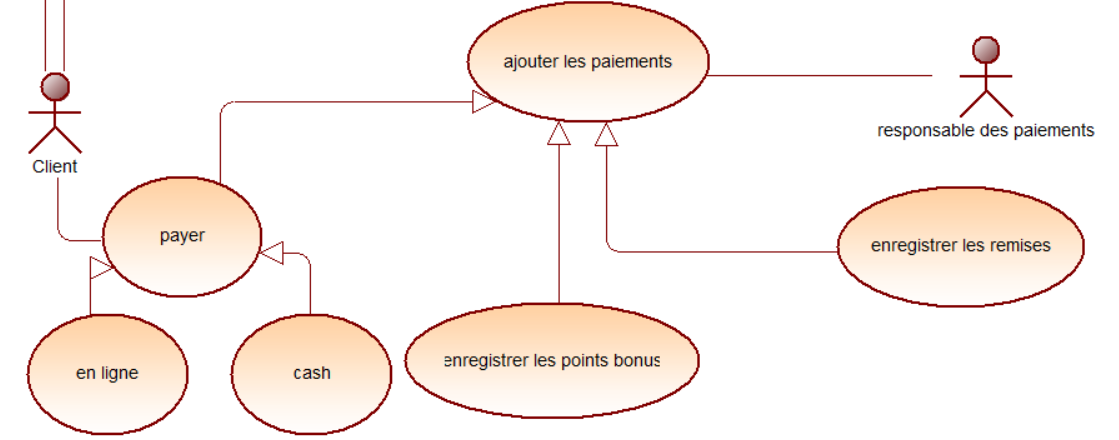 ajouter les paiements
responsable des paiements
Client
payer
enregistrer les remises
enregistrer les points bonus
en ligne
cash